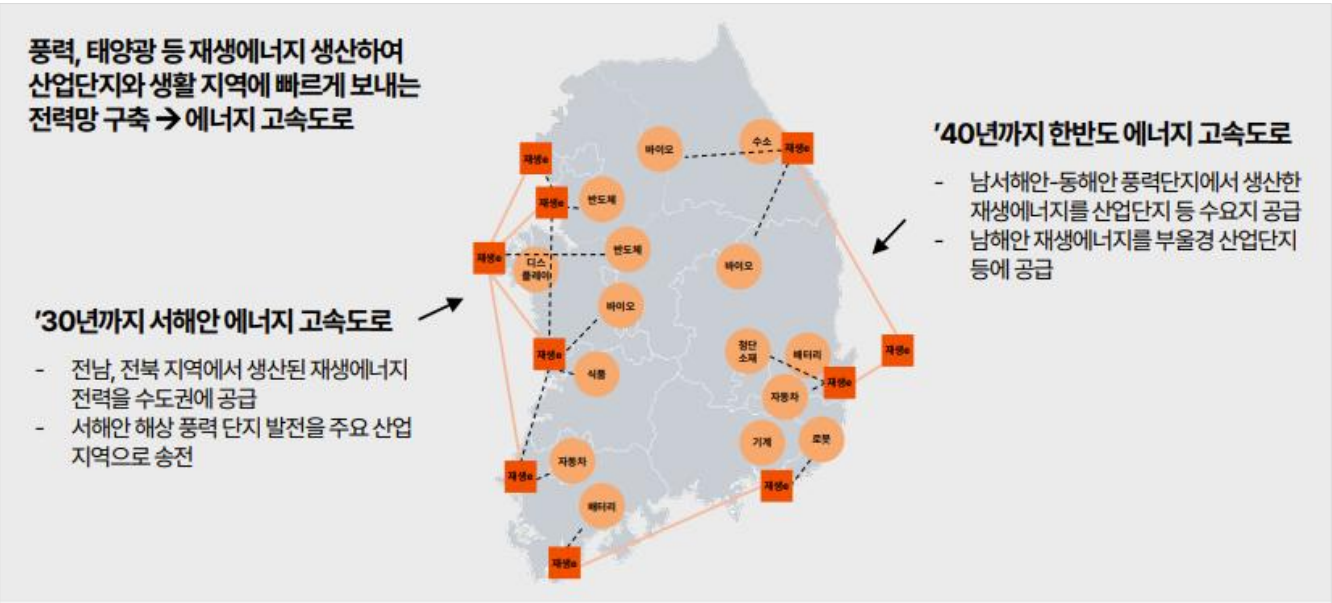 풍력, 태양광 등 재생에너지 생산하여
산업단지와 생활 지역에 빠르게 보내는
전력망 구축 → 에너지 고속도로
'40년까지 한반도 에너지 고속도로
- 남서해안-동해안 풍력단지에서 생산한
재생에너지를 산업단지 등 수요지 공급
- 남해안 재생에너지를 부울경 산업단지
등에 공급
'30년까지 서해안 에너지 고속도로
- 전남, 전북 지역에서 생산된 재생에너지
전력을 수도권에 공급
- 서해안 해상 풍력 단지 발전을 주요 산업
지역으로 송전
바이오
수소
재생e
재생e
재생e
반도체
재생e
디스
플레이
반도체
바이오
바이오
재생e
식품
첨단
소재
배터리
재생e
재생e
자동차
기계
로봇
재생e
자동차
재생e
배터리
재생e